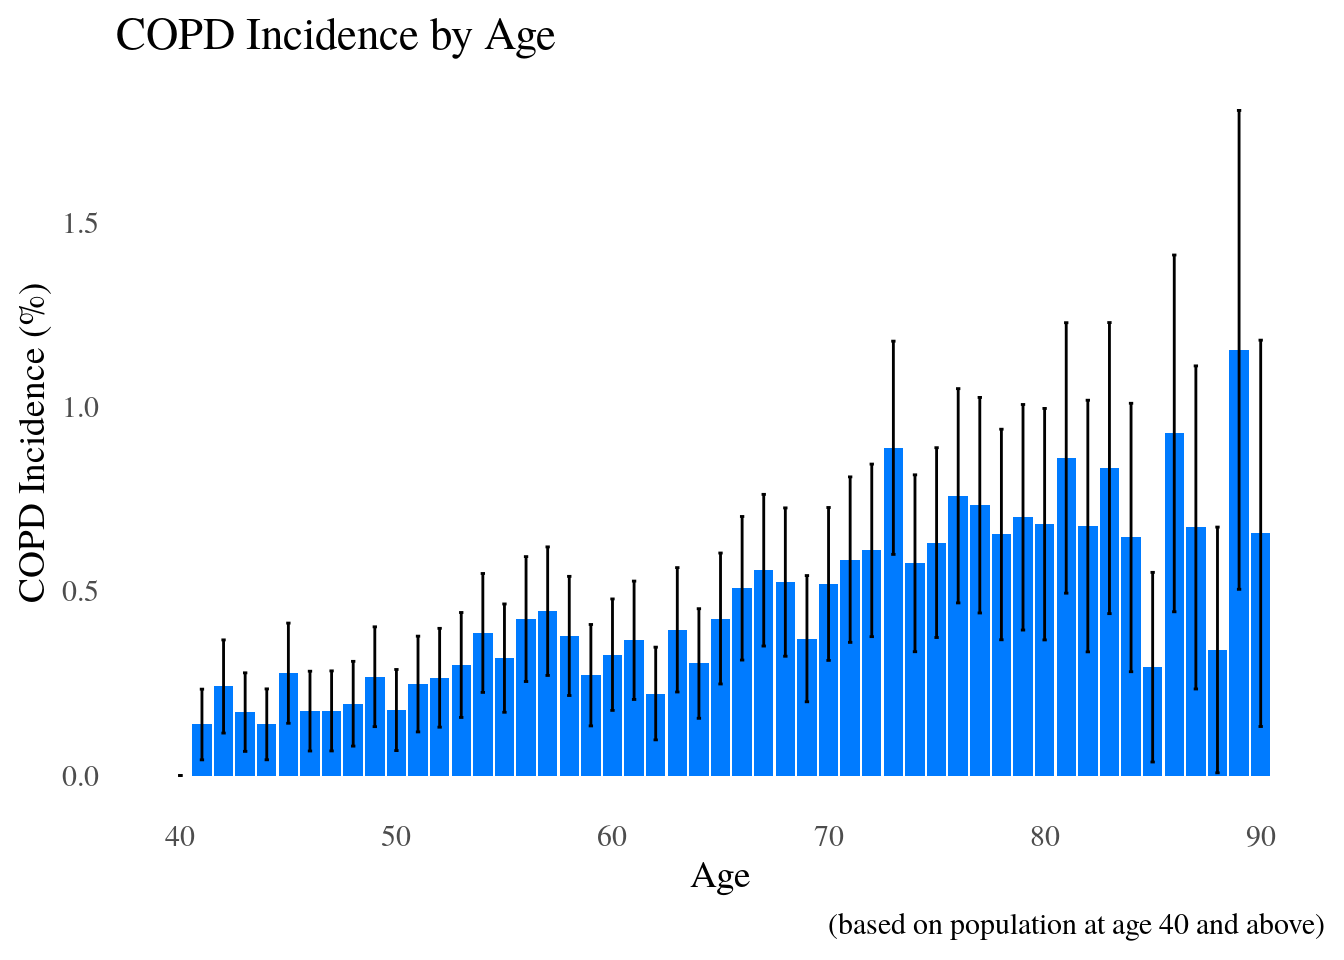 COPD Incidence by Age
COPD Incidence (%)
1.5
1.0
0.5
0.0
40 50 60 70 80 90
Age
(based on population at age 40 and above)